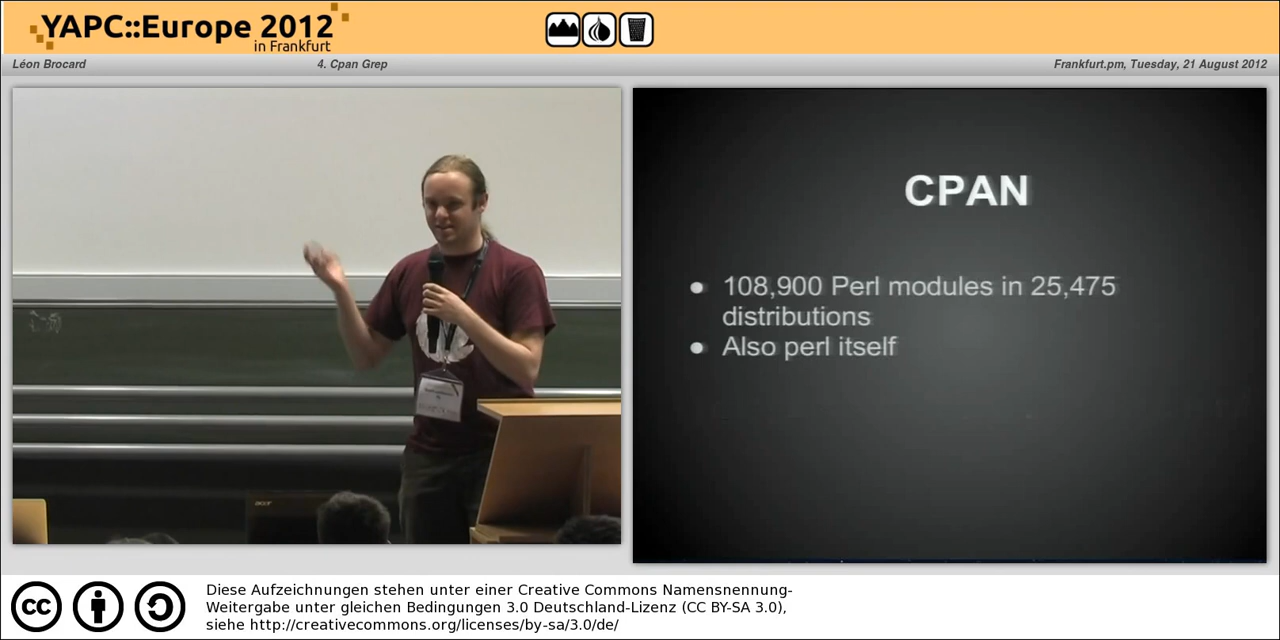 YAPC::Europe 2012
in Frankfurt
Léon Brocard
4. Cpan Grep
Frankfurt.pm, Tuesday, 21 August 2012
CPAN
• 108,900 Perl modules in 25,475
distributions
• Also perl itself
acer
cc
Diese Aufzeichnungen stehen unter einer Creative Commons Namensnennung-
Weitergabe unter gleichen Bedingungen 3.0 Deutschland-Lizenz (CC BY-SA 3.0),
siehe http://creativecommons.org/licenses/by-sa/3.0/de/